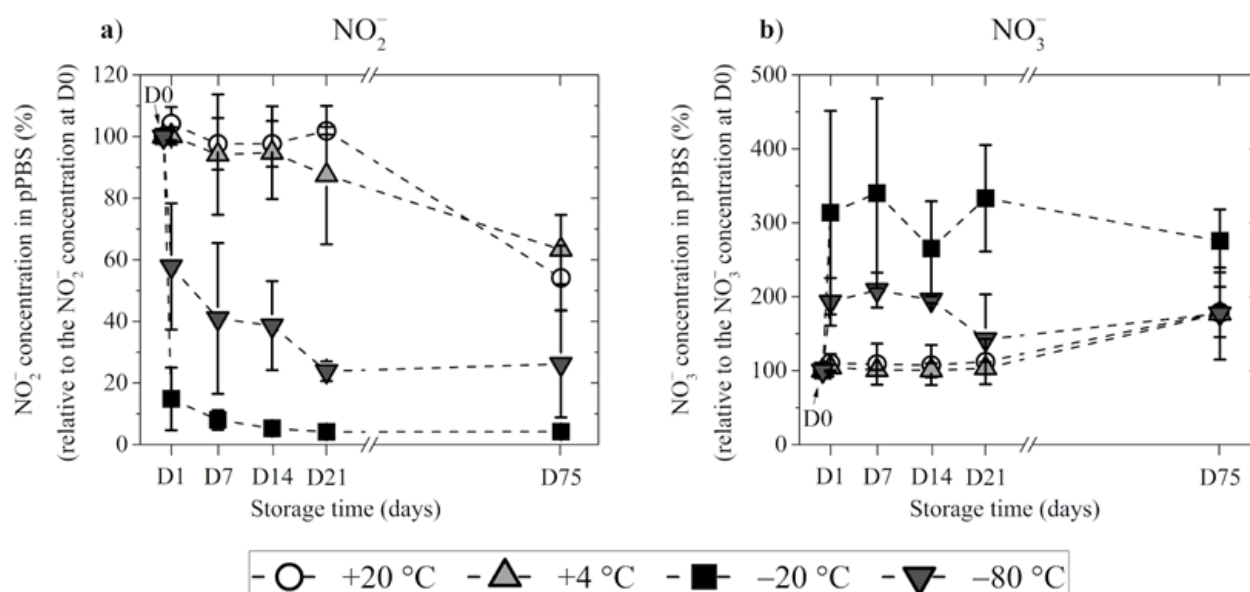 a) NO₂⁻
NO₂⁻ concentration in pPBS (%)
(relative to the NO₂⁻ concentration at D0)
120
100
80
60
40
20
0
D0
D1 D7 D14 D21 D75
Storage time (days)
b) NO₃⁻
NO₃⁻ concentration in pPBS (%)
(relative to the NO₃⁻ concentration at D0)
500
400
300
200
100
0
D0
D1 D7 D14 D21 D75
Storage time (days)
+20 °C +4 °C –20 °C –80 °C